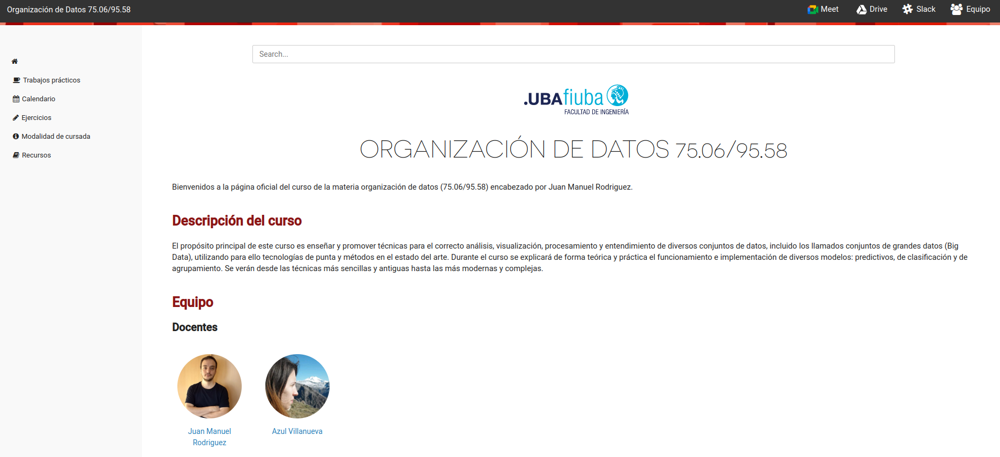 Organización de Datos 75.06/95.58
Meet
Drive
Slack
Equipo
Search...
Trabajos prácticos
Calendario
Ejercicios
Modalidad de cursada
Recursos
.UBAfiuba
FACULTAD DE INGENIERÍA
ORGANIZACIÓN DE DATOS 75.06/95.58
Bienvenidos a la página oficial del curso de la materia organización de datos (75.06/95.58) encabezado por Juan Manuel Rodriguez.
Descripción del curso
El propósito principal de este curso es enseñar y promover técnicas para el correcto análisis, visualización, procesamiento y entendimiento de diversos conjuntos de datos, incluido los llamados conjuntos de grandes datos (Big
Data), utilizando para ello tecnologías de punta y métodos en el estado del arte. Durante el curso se explicará de forma teórica y práctica el funcionamiento e implementación de diversos modelos: predictivos, de clasificación y de
agrupamiento. Se verán desde las técnicas más sencillas y antiguas hasta las más modernas y complejas.
Equipo
Docentes
Juan Manuel
Rodriguez
Azul Villanueva